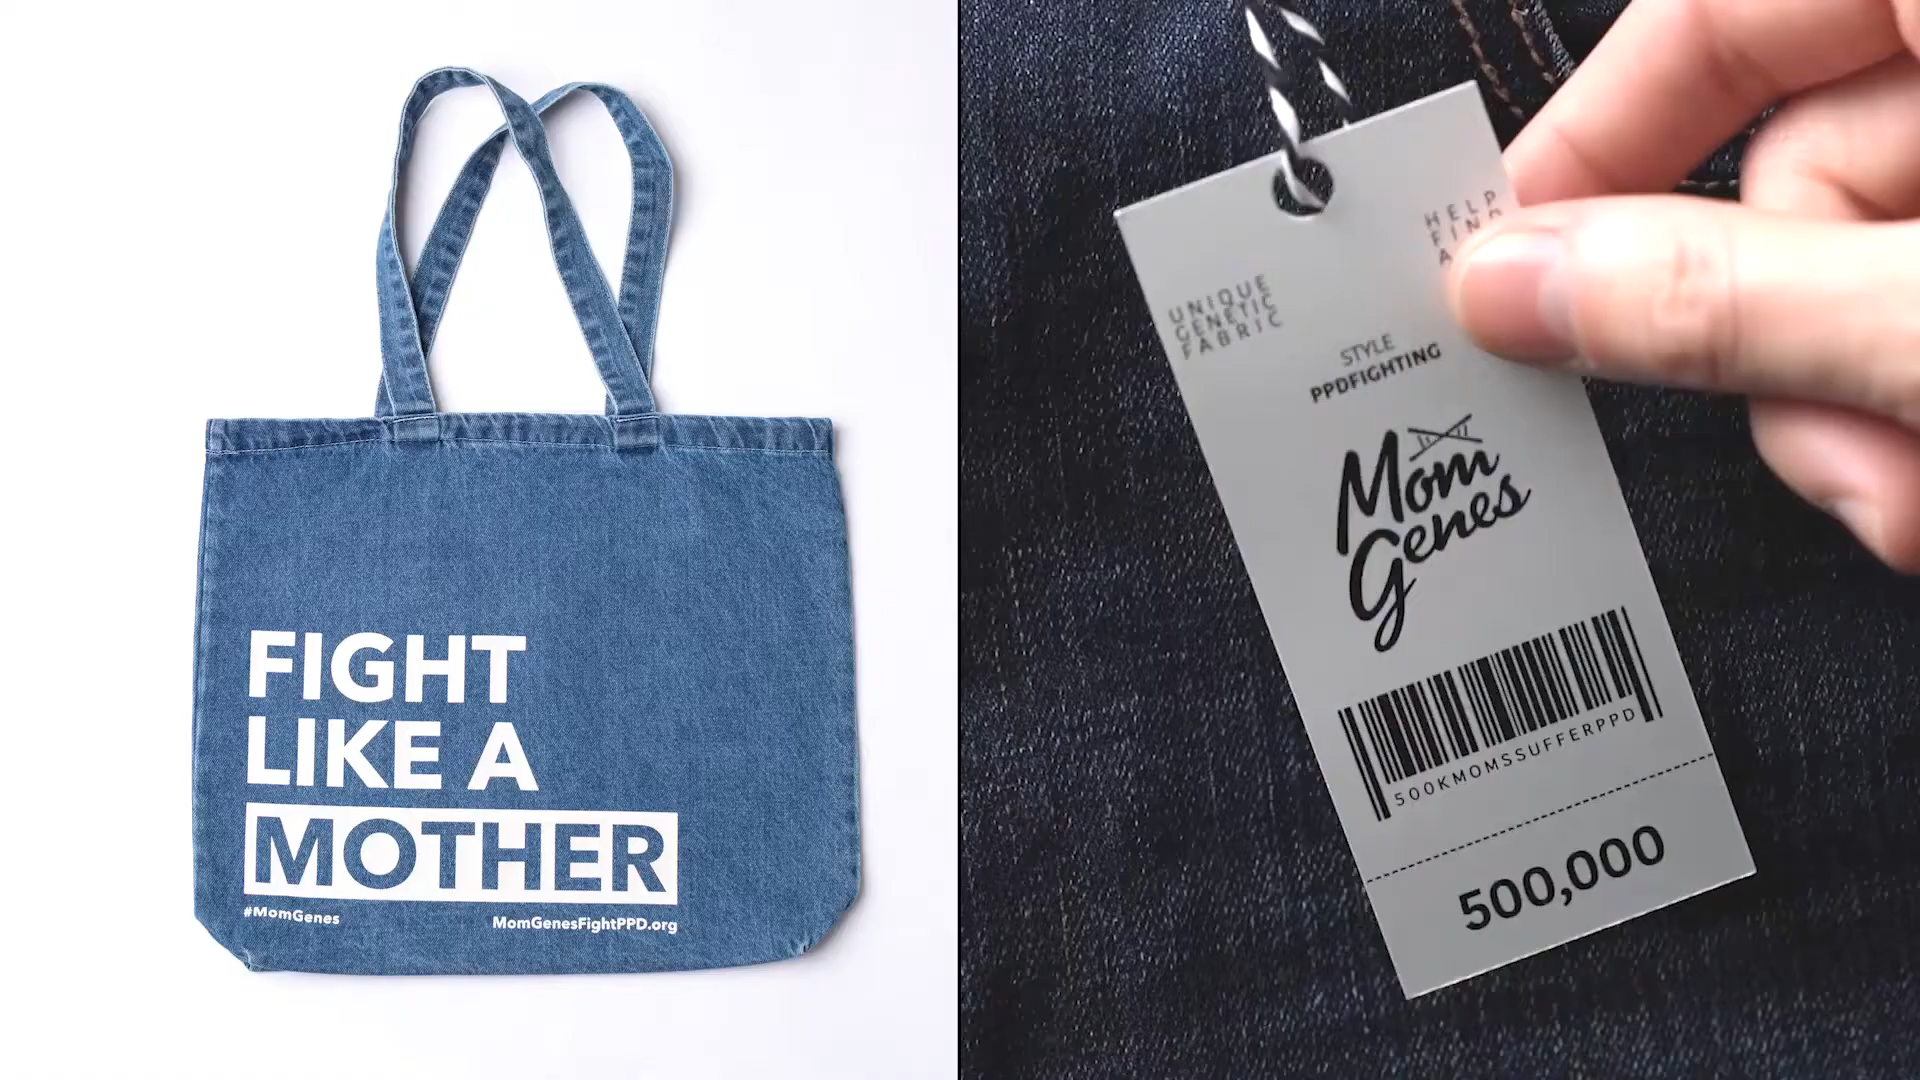 FIGHT
LIKE A
MOTHER
#MomGenes
MomGenesFightPPD.org
HELP
FIND
UNIQUE
GENETIC
FABRIC
STYLE
PPDFIGHTING
Mom
Genes
500KMOMSSUFFERPPD
500,000